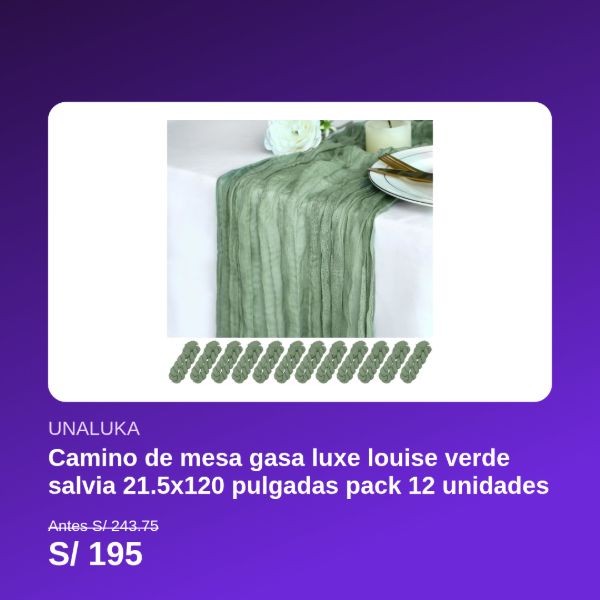 UNALUKA
Camino de mesa gasa luxe louise verde
salvia 21.5x120 pulgadas pack 12 unidades
Antes S/ 243.75
S/ 195